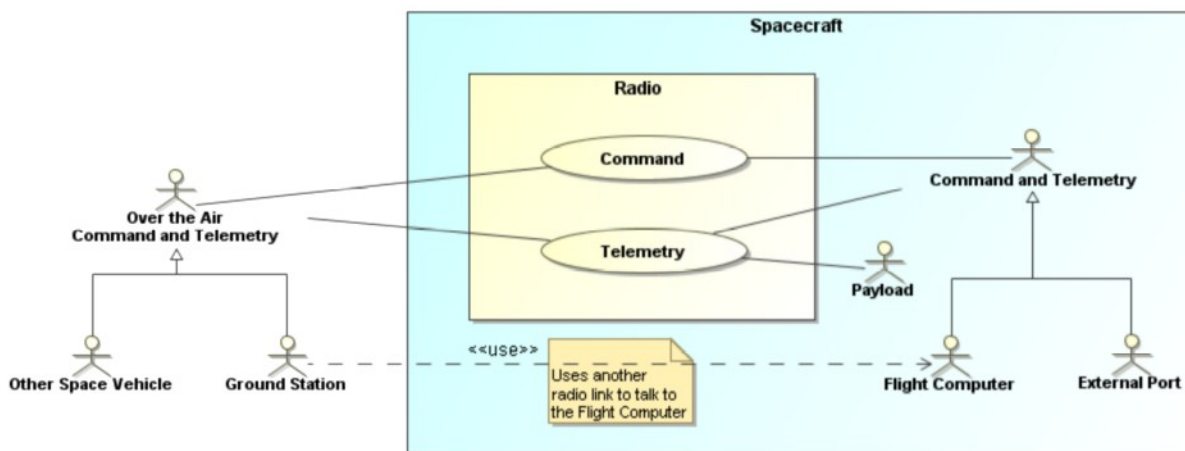 Spacecraft
Radio
Command
Command and Telemetry
Over the Air
Command and Telemetry
Telemetry
Payload
<<use>>
Uses another
radio link to talk to
the Flight Computer
Other Space Vehicle
Ground Station
Flight Computer
External Port